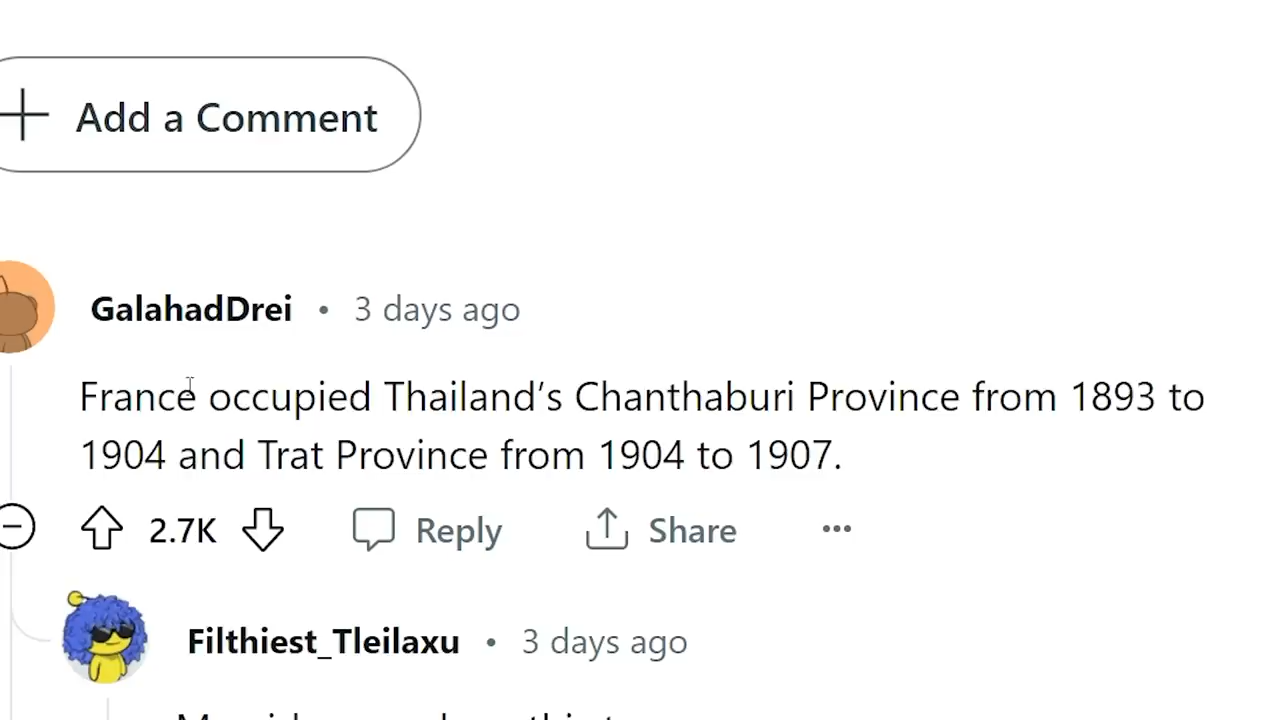 Add a Comment
GalahadDrei • 3 days ago
France occupied Thailand’s Chanthaburi Province from 1893 to
1904 and Trat Province from 1904 to 1907.
2.7K Reply Share ···
Filthiest_Tleilaxu • 3 days ago